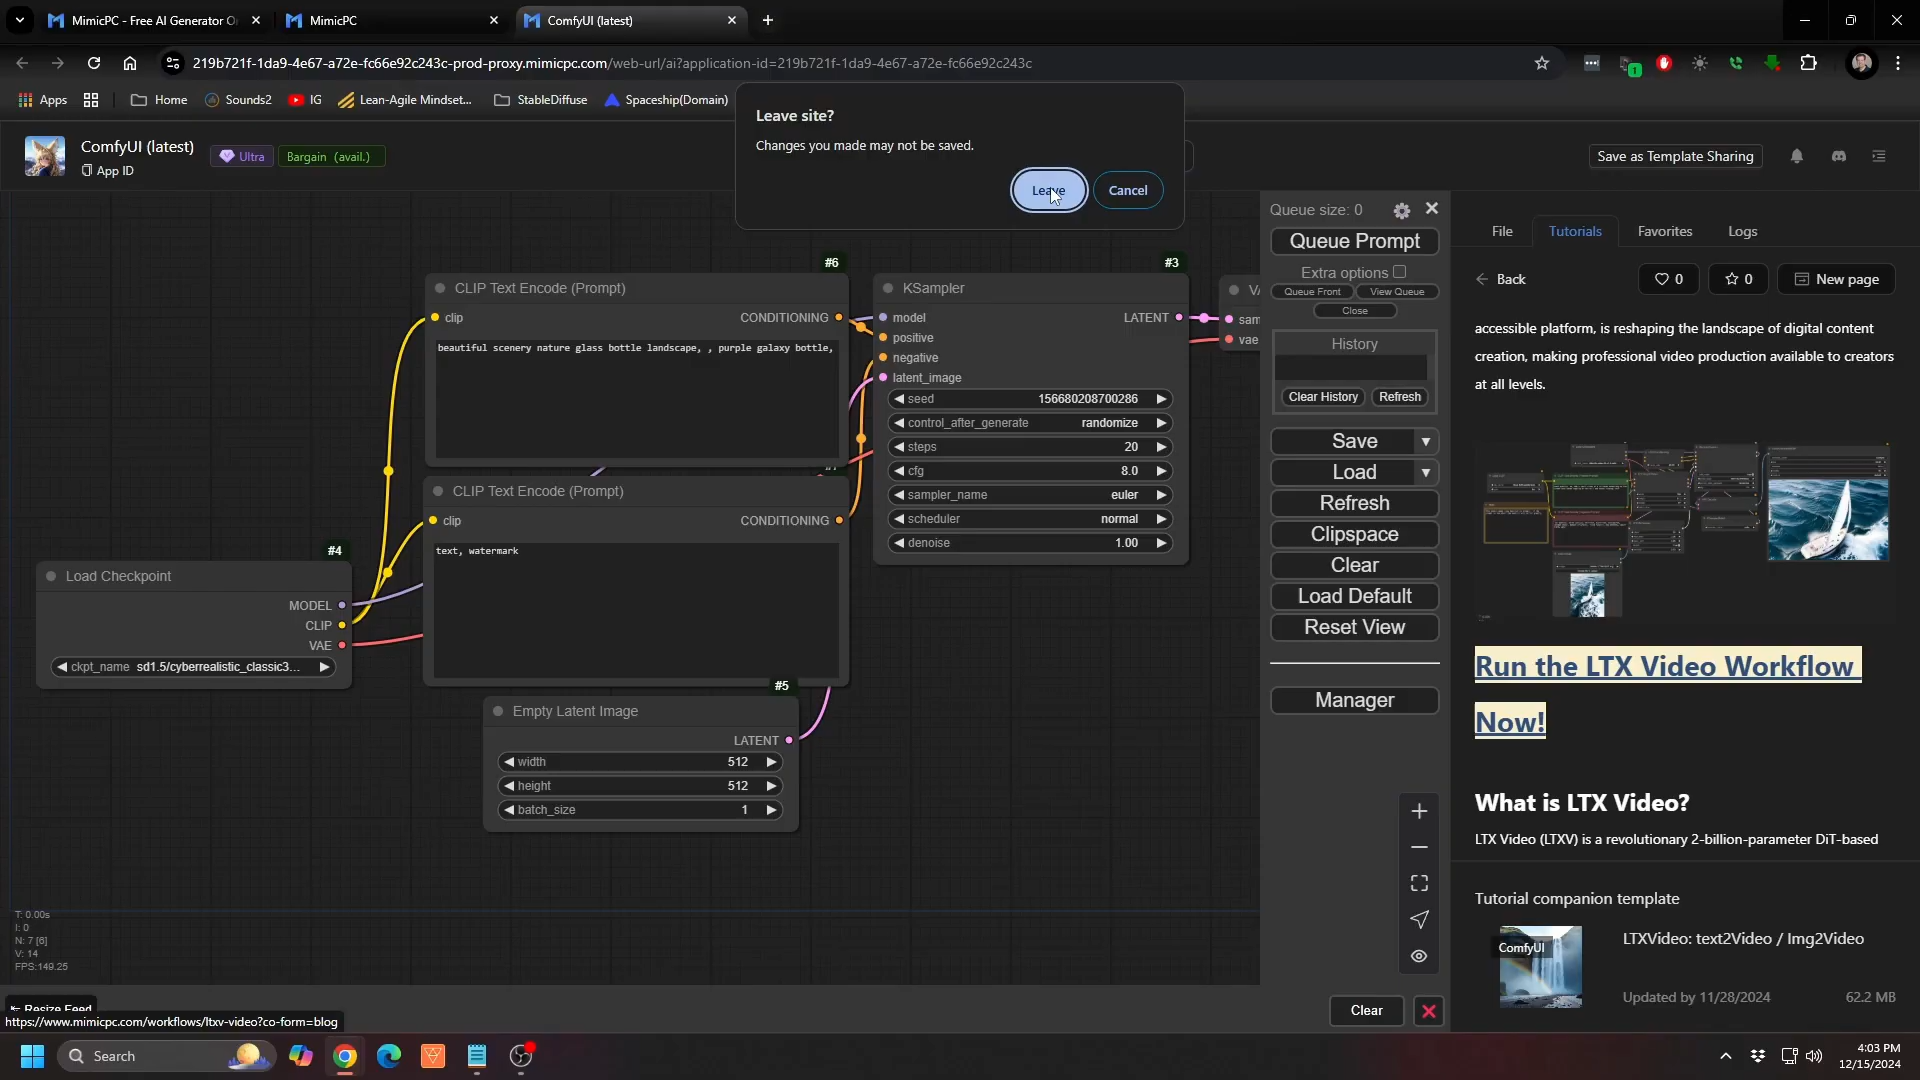 MimicPC - Free AI Generator O
MimicPC
ComfyUI (latest)
219b721f-1da9-4e67-a72e-fc66e92c243c-prod-proxy.mimicpc.com/web-url/ai?application-id=219b721f-1da9-4e67-a72e-fc66e92c243c
1
Apps
Home
Sounds2
IG
Lean-Agile Mindset...
StableDiffuse
Spaceship(Domain)
Leave site?
Changes you made may not be saved.
Leave
Cancel
ComfyUI (latest)
App ID
Ultra
Bargain (avail.)
Save as Template Sharing
#6
CLIP Text Encode (Prompt)
clip
CONDITIONING
beautiful scenery nature glass bottle landscape, , purple galaxy bottle,
CLIP Text Encode (Prompt)
clip
CONDITIONING
text, watermark
#4
Load Checkpoint
MODEL
CLIP
VAE
ckpt_name sd1.5/cyberrealistic_classic3...
#5
Empty Latent Image
LATENT
width 512
height 512
batch_size 1
#3
KSampler
model
LATENT
positive
negative
latent_image
seed 156680208700286
control_after_generate randomize
steps 20
cfg 8.0
sampler_name euler
scheduler normal
denoise 1.00
sam
vae
Queue size: 0
Queue Prompt
Extra options
Queue Front
View Queue
Close
History
Clear History
Refresh
Save
Load
Refresh
Clipspace
Clear
Load Default
Reset View
Manager
File
Tutorials
Favorites
Logs
Back
0
0
New page
accessible platform, is reshaping the landscape of digital content
creation, making professional video production available to creators
at all levels.
Run the LTX Video Workflow
Now!
What is LTX Video?
LTX Video (LTXV) is a revolutionary 2-billion-parameter DiT-based
Tutorial companion template
ComfyUI
LTXVideo: text2Video / Img2Video
Updated by 11/28/2024
62.2 MB
T: 0.00s
I: 0
N: 7 [6]
V: 14
FPS:149.25
Resize Feed
Clear
https://www.mimicpc.com/workflows/ltxv-video?co-form=blog
Search
4:03 PM
12/15/2024